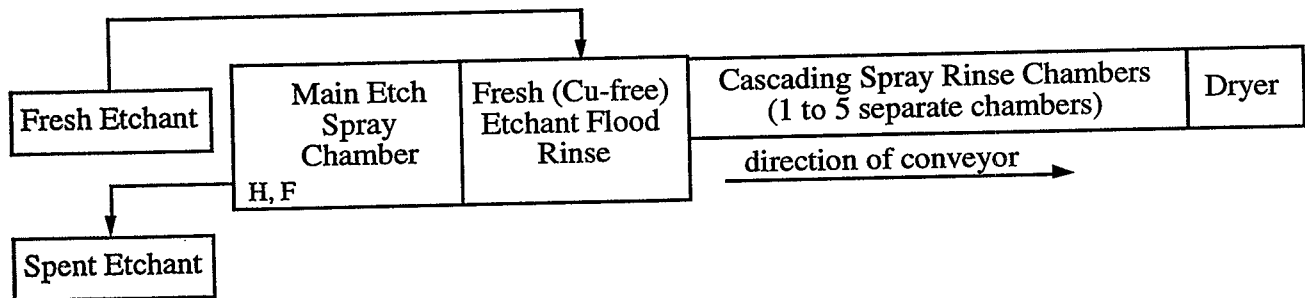 Fresh Etchant
Main Etch
Spray
Chamber
H, F
Fresh (Cu-free)
Etchant Flood
Rinse
Cascading Spray Rinse Chambers
(1 to 5 separate chambers)
Dryer
direction of conveyor
Spent Etchant